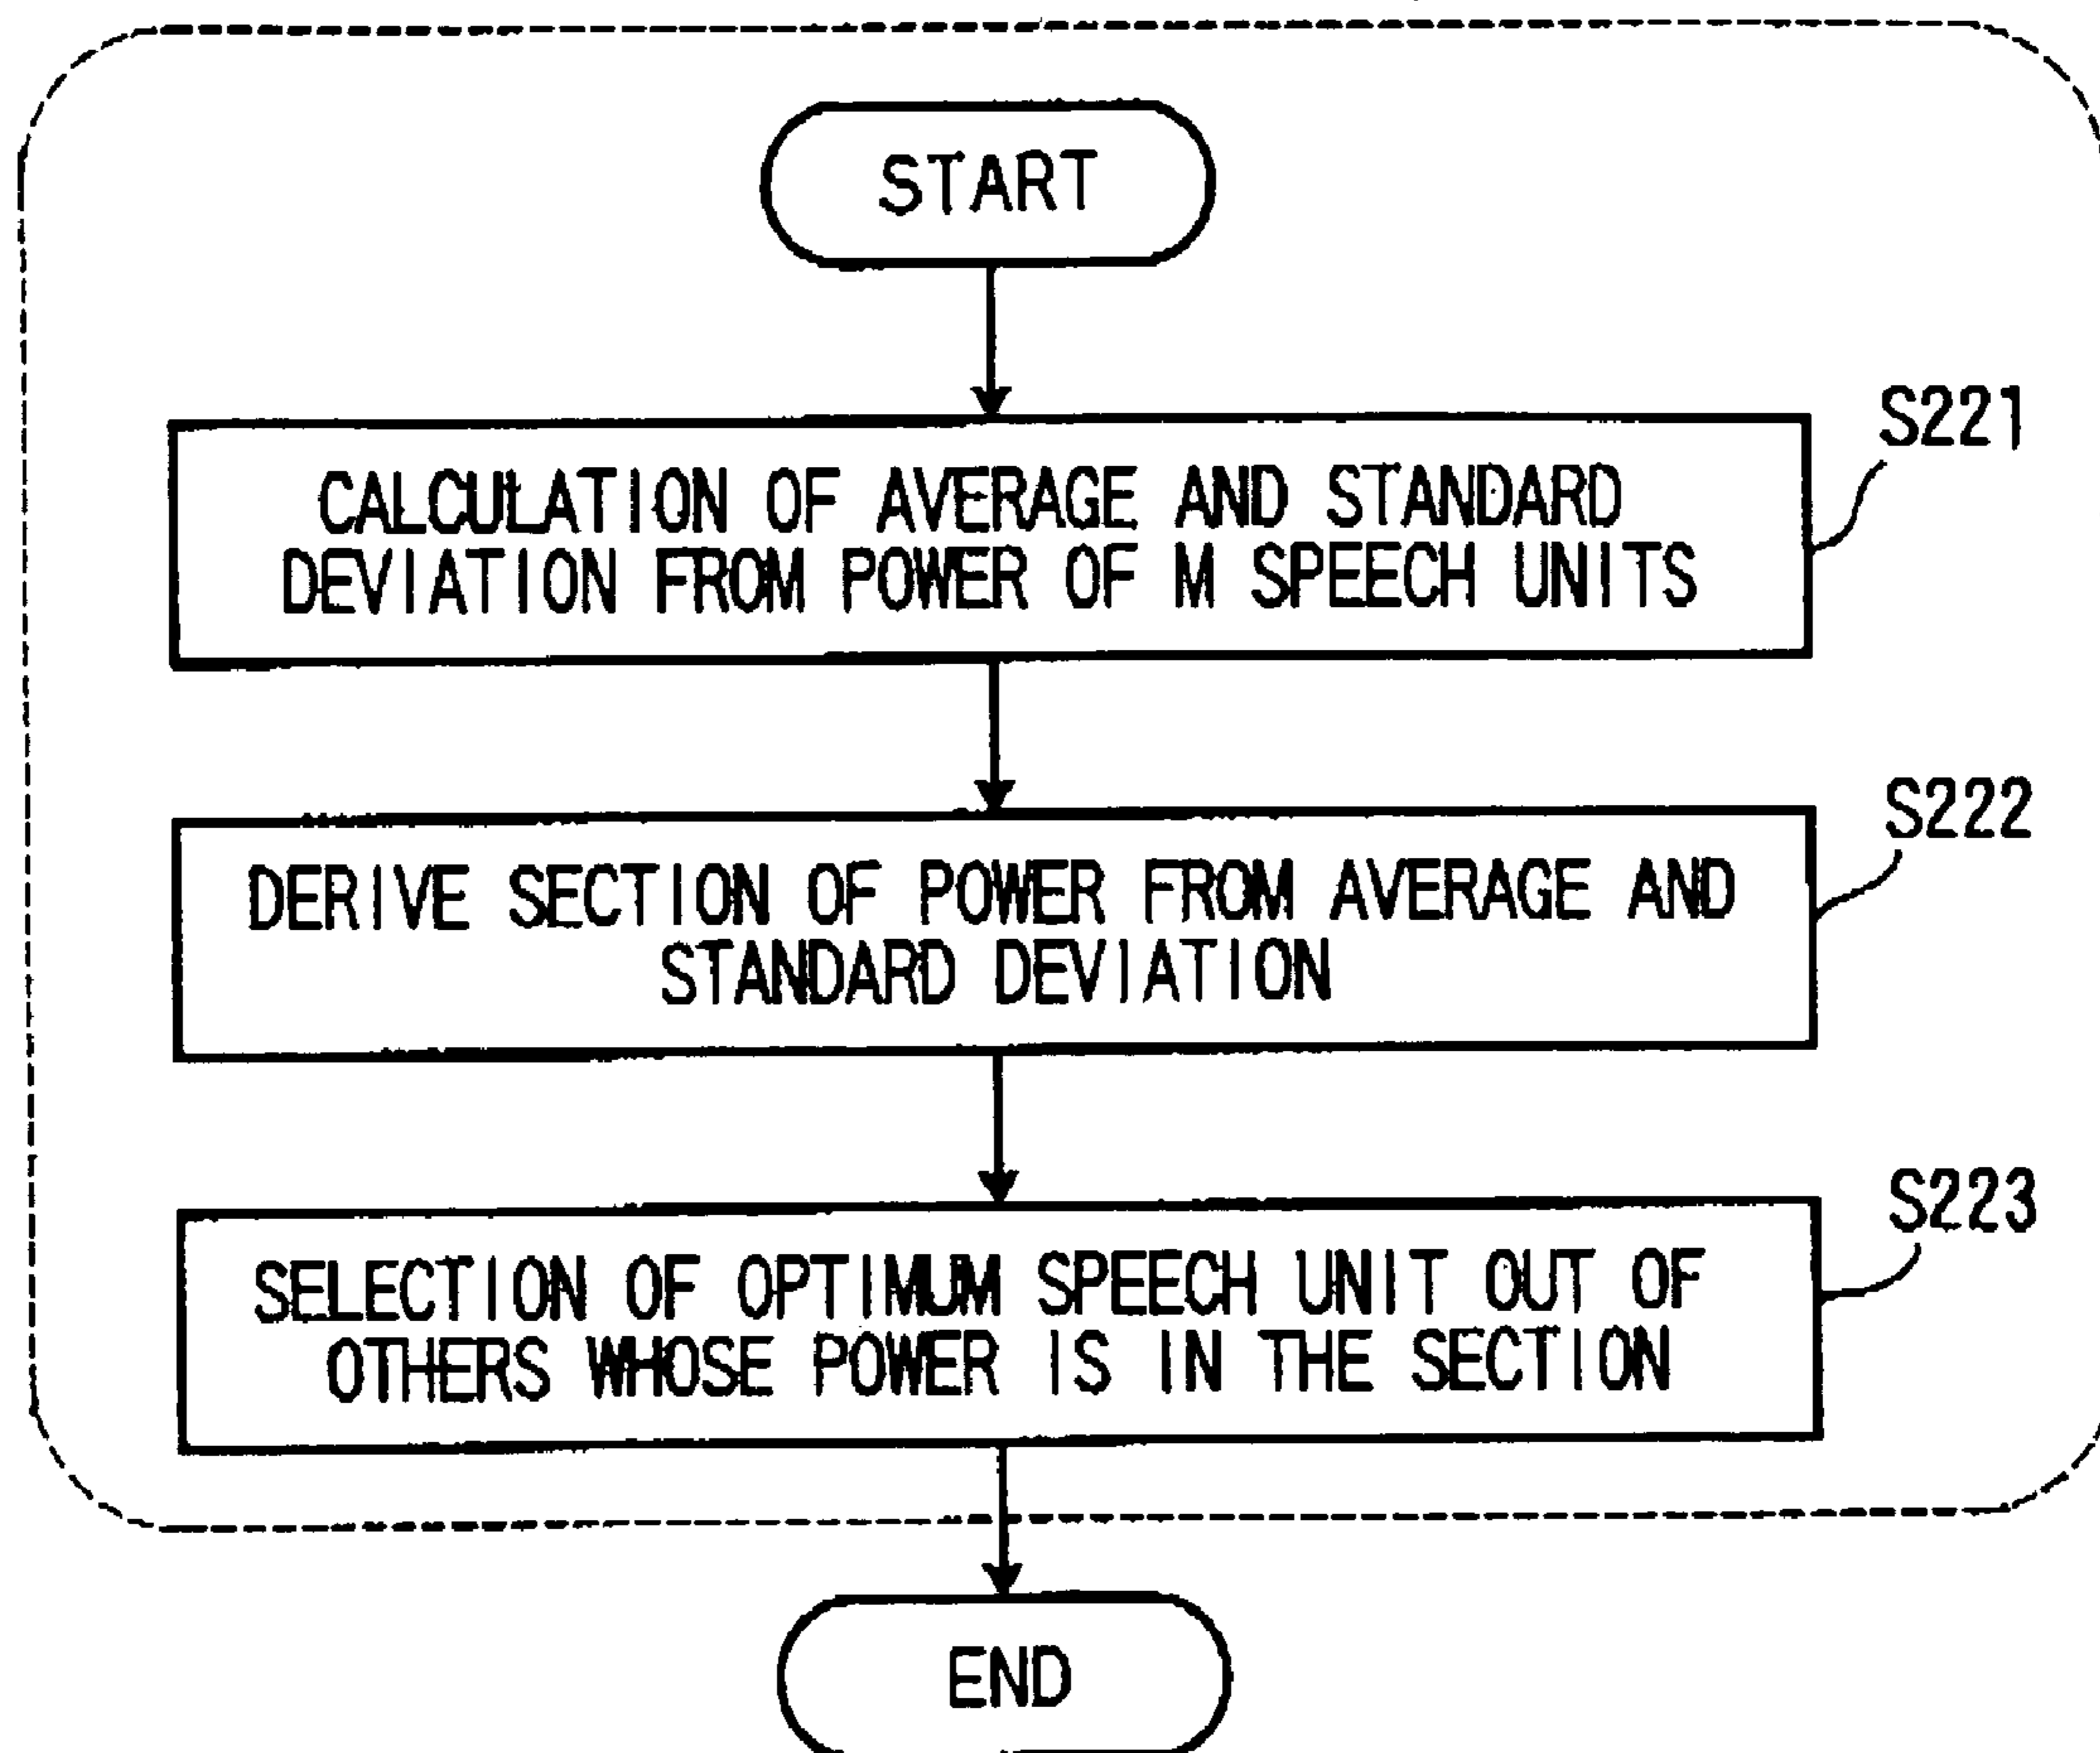 START
S221
CALCULATION OF AVERAGE AND STANDARD
DEVIATION FROM POWER OF M SPEECH UNITS
S222
DERIVE SECTION OF POWER FROM AVERAGE AND
STANDARD DEVIATION
S223
SELECTION OF OPTIMUM SPEECH UNIT OUT OF
OTHERS WHOSE POWER IS IN THE SECTION
END